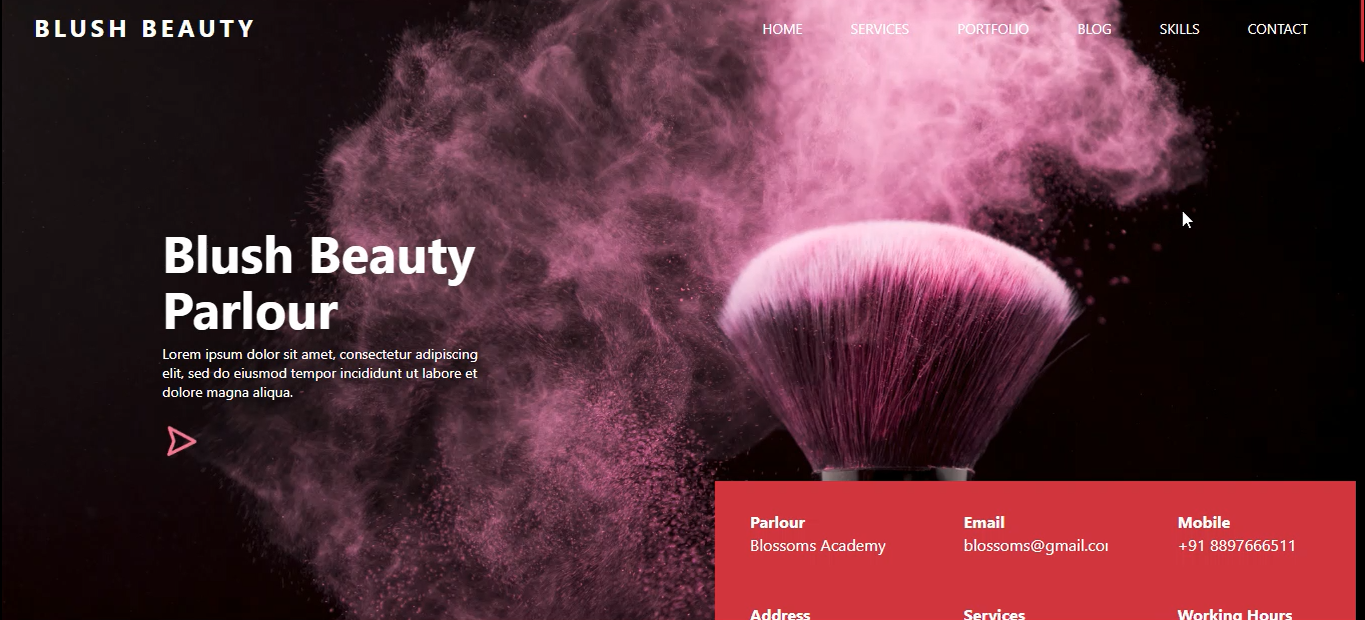 BLUSH BEAUTY
HOME SERVICES PORTFOLIO BLOG SKILLS CONTACT
Blush Beauty
Parlour
Lorem ipsum dolor sit amet, consectetur adipiscing
elit, sed do eiusmod tempor incididunt ut labore et
dolore magna aliqua.
Parlour Email Mobile
Blossoms Academy blossoms@gmail.co +91 8897666511
Address Services Working Hours